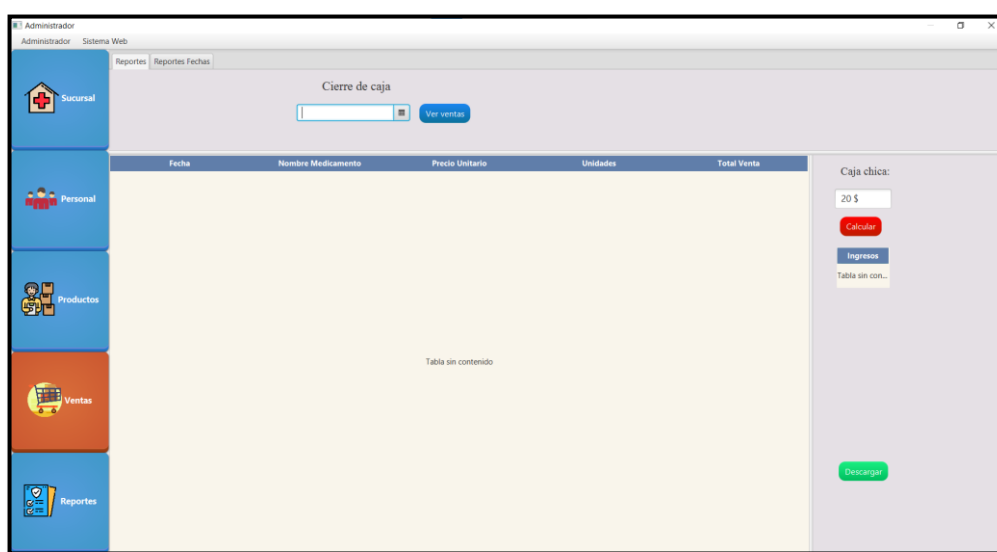 Administrador
Administrador Sistema Web
Sucursal
Personal
Productos
Ventas
Reportes
Reportes Reportes Fechas
Cierre de caja
Ver ventas
Fecha Nombre Medicamento Precio Unitario Unidades Total Venta
Tabla sin contenido
Caja chica:
20 $
Calcular
Ingresos
Tabla sin con...
Descargar